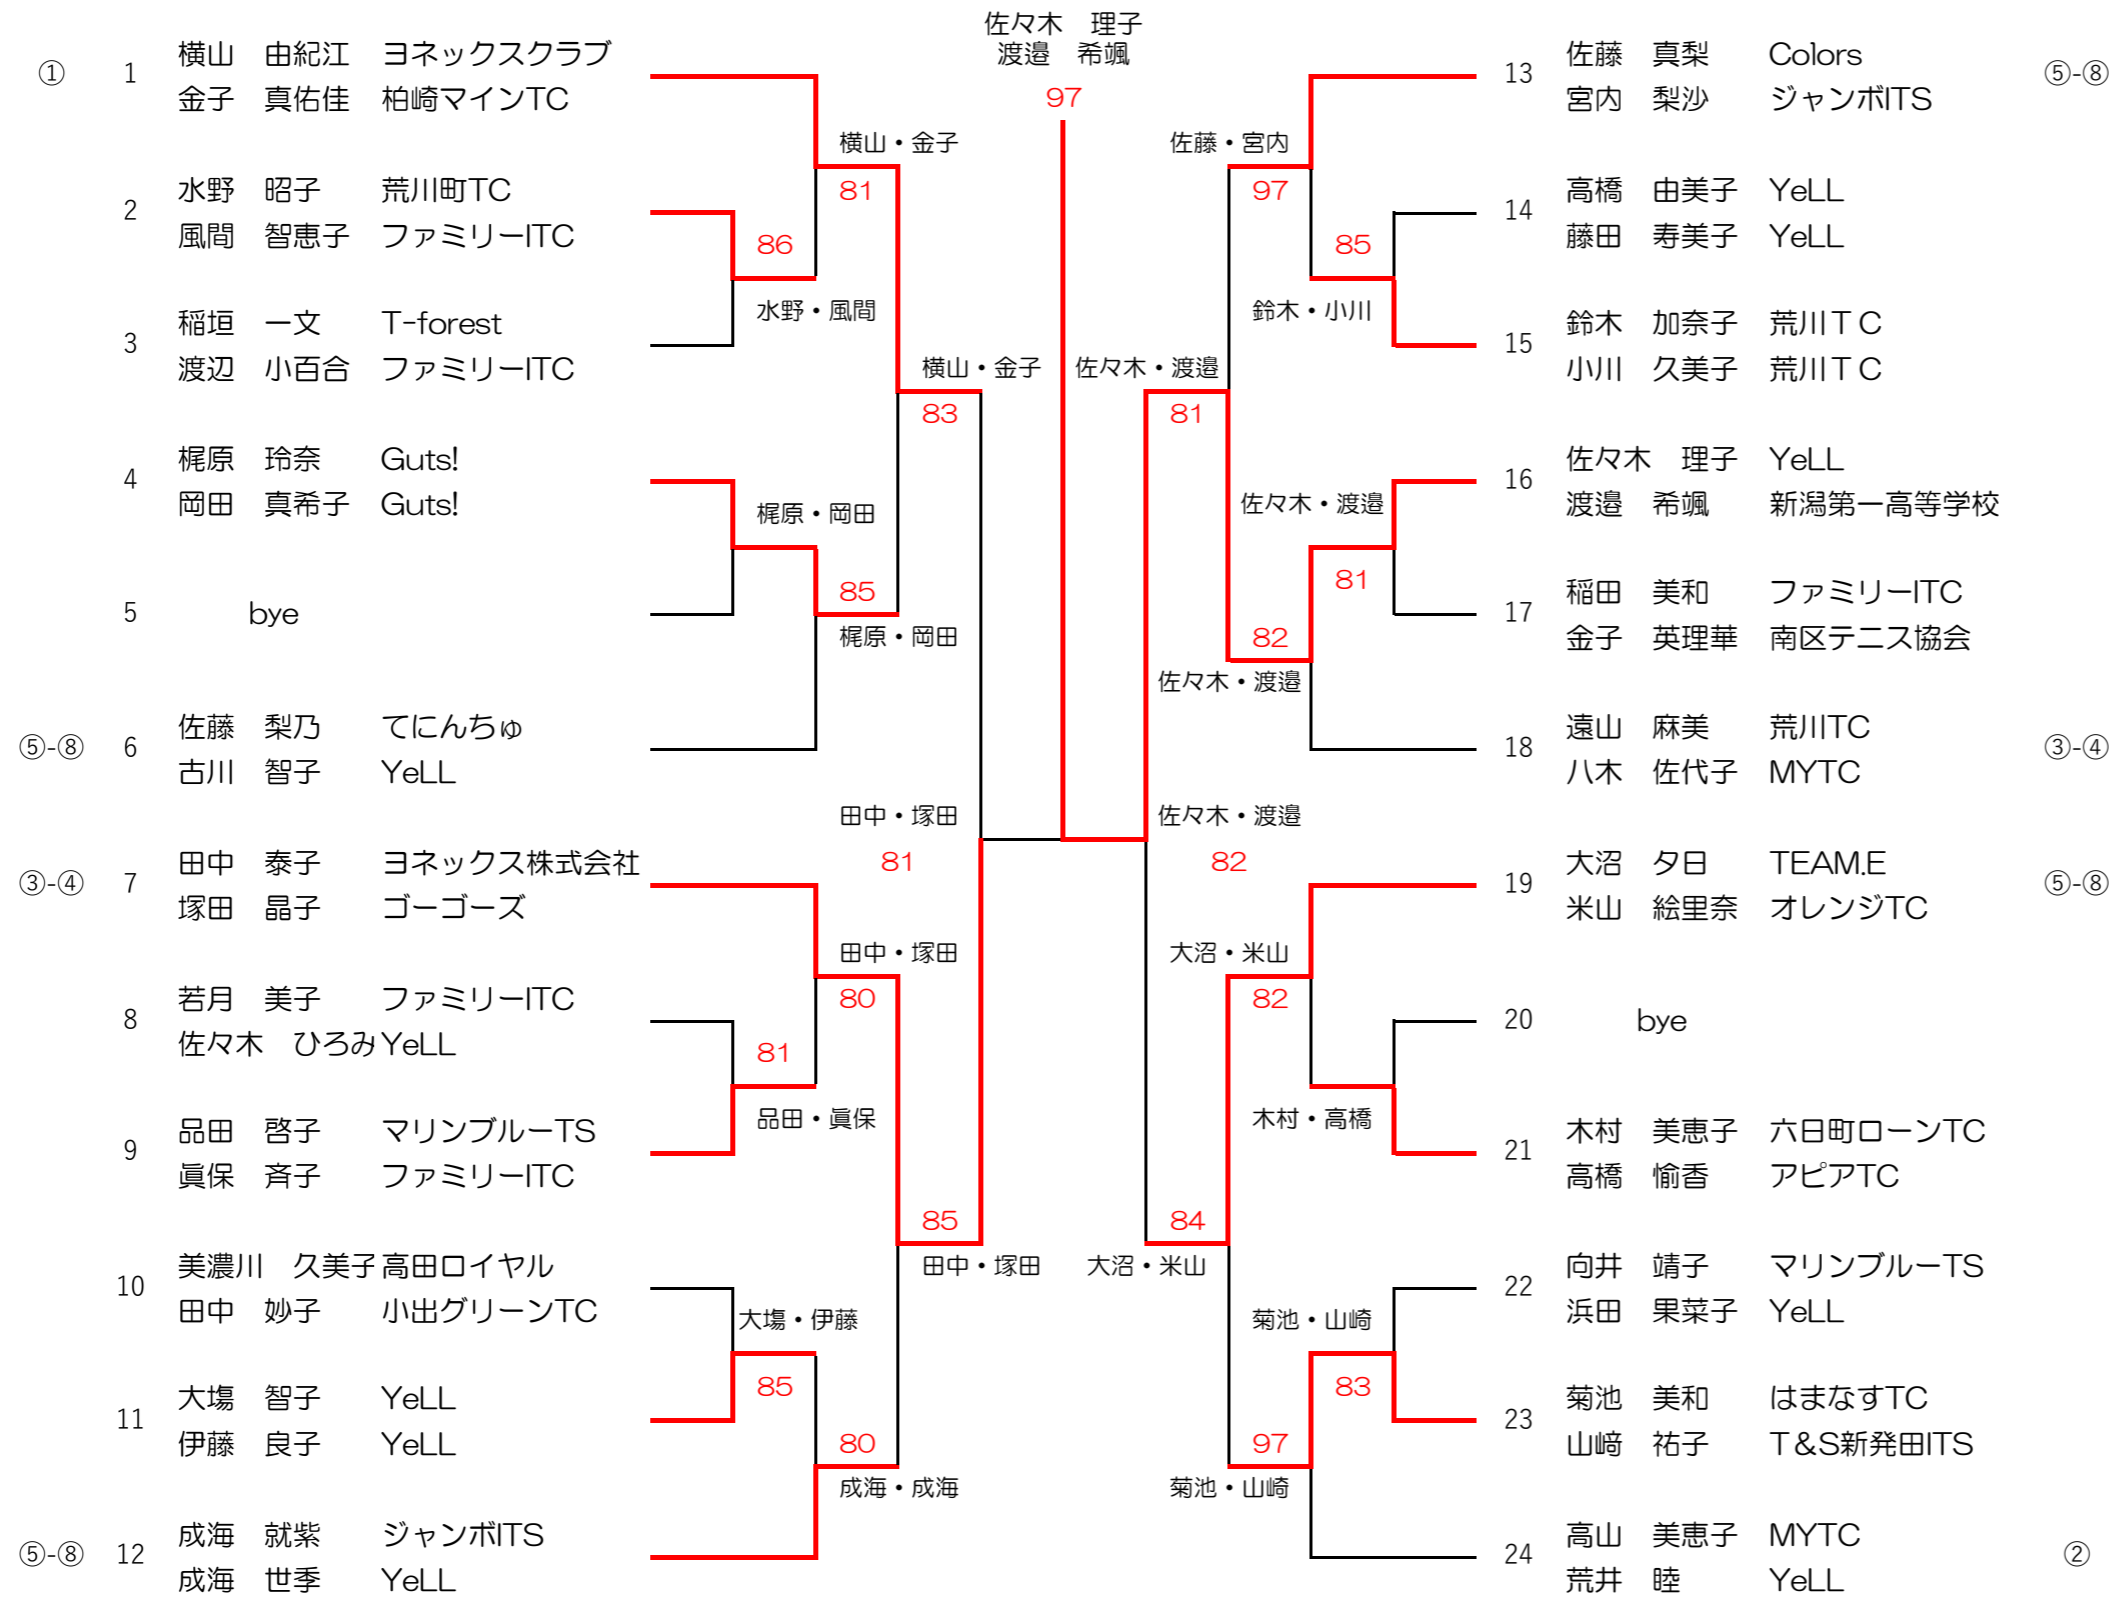 佐々木　理子
渡邉　希颯
97
① 1 横山　由紀江 ヨネックスクラブ
金子　真佑佳 柏崎マインTC
2 水野　昭子 荒川町TC
風間　智恵子 ファミリーITC
3 稲垣　一文 T-forest
渡辺　小百合 ファミリーITC
4 梶原　玲奈 Guts!
岡田　真希子 Guts!
5 bye
⑤-⑧ 6 佐藤　梨乃 てにんちゅ
古川　智子 YeLL
③-④ 7 田中　泰子 ヨネックス株式会社
塚田　晶子 ゴーゴーズ
8 若月　美子 ファミリーITC
佐々木　ひろみ YeLL
9 品田　啓子 マリンブルーTS
眞保　斉子 ファミリーITC
10 美濃川　久美子 高田ロイヤル
田中　妙子 小出グリーンTC
11 大塲　智子 YeLL
伊藤　良子 YeLL
⑤-⑧ 12 成海　就紫 ジャンボITS
成海　世季 YeLL
横山・金子
81
86
水野・風間
横山・金子
83
梶原・岡田
85
梶原・岡田
田中・塚田
81
田中・塚田
80
81
品田・眞保
85
田中・塚田
大塲・伊藤
85
80
成海・成海
佐藤・宮内
97
85
鈴木・小川
佐々木・渡邉
81
佐々木・渡邉
81
82
佐々木・渡邉
佐々木・渡邉
82
大沼・米山
82
木村・高橋
84
大沼・米山
菊池・山崎
83
97
菊池・山崎
13 佐藤　真梨 Colors ⑤-⑧
宮内　梨沙 ジャンボITS
14 高橋　由美子 YeLL
藤田　寿美子 YeLL
15 鈴木　加奈子 荒川ＴＣ
小川　久美子 荒川ＴＣ
16 佐々木　理子 YeLL
渡邉　希颯 新潟第一高等学校
17 稲田　美和 ファミリーITC
金子　英理華 南区テニス協会
18 遠山　麻美 荒川TC ③-④
八木　佐代子 MYTC
19 大沼　夕日 TEAM.E ⑤-⑧
米山　絵里奈 オレンジTC
20 bye
21 木村　美恵子 六日町ローンTC
高橋　愉香 アピアTC
22 向井　靖子 マリンブルーTS
浜田　果菜子 YeLL
23 菊池　美和 はまなすTC
山﨑　祐子 T＆S新発田ITS
24 高山　美恵子 MYTC ②
荒井　睦 YeLL